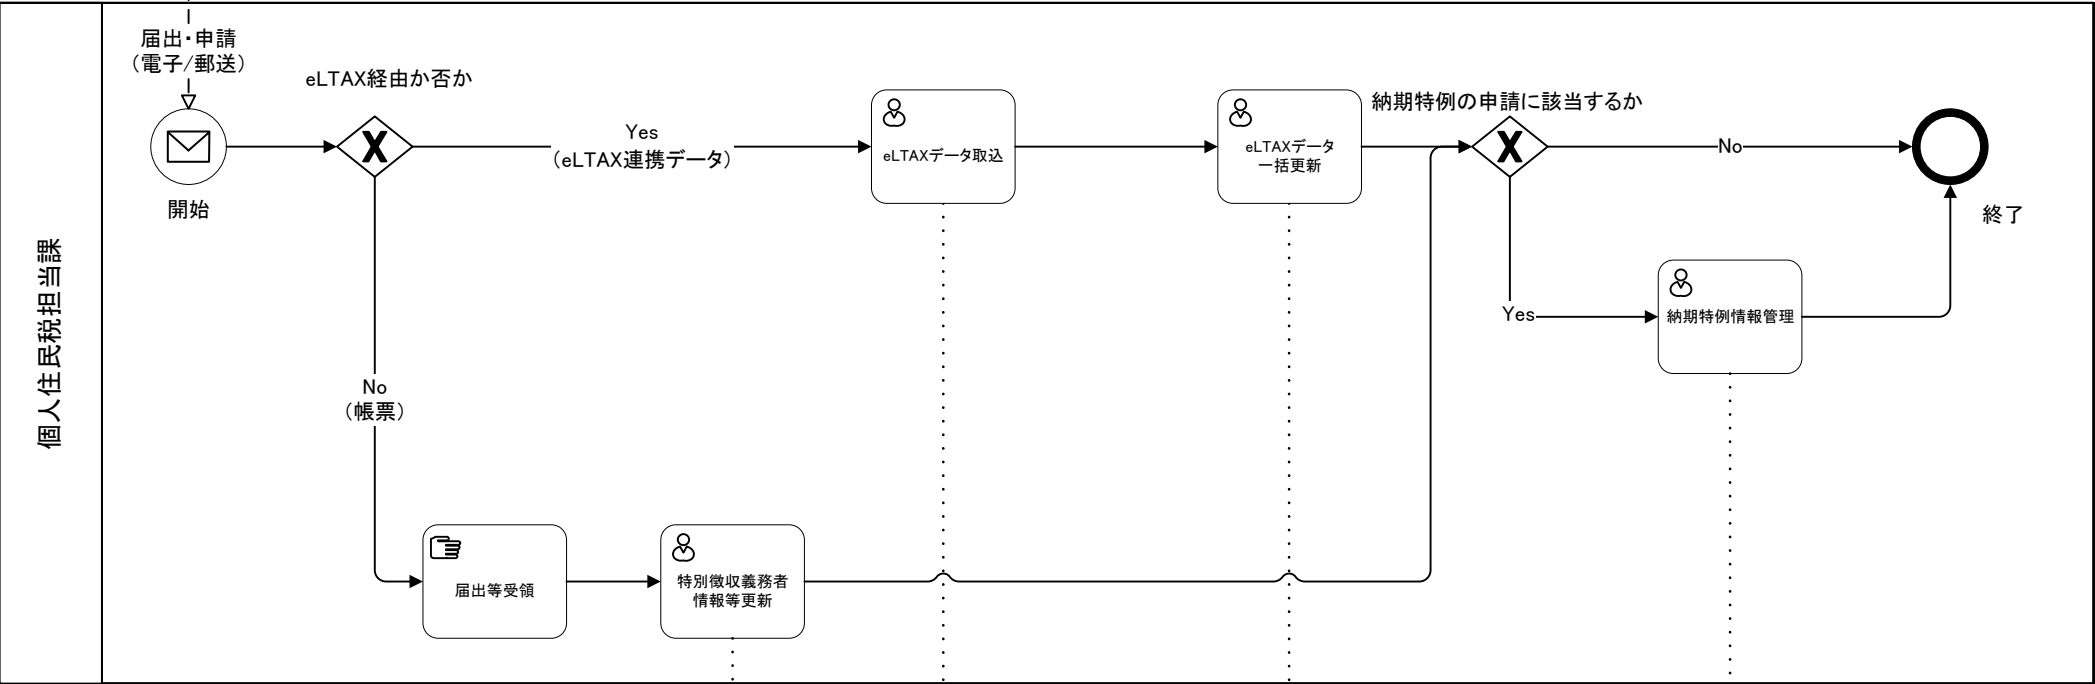 個人住民税担当課
届出・申請
（電子/郵送）
開始
eLTAX経由か否か
Yes
（eLTAX連携データ）
eLTAXデータ取込
eLTAXデータ
一括更新
納期特例の申請に該当するか
No
終了
Yes
納期特例情報管理
No
（帳票）
届出等受領
特別徴収義務者
情報等更新